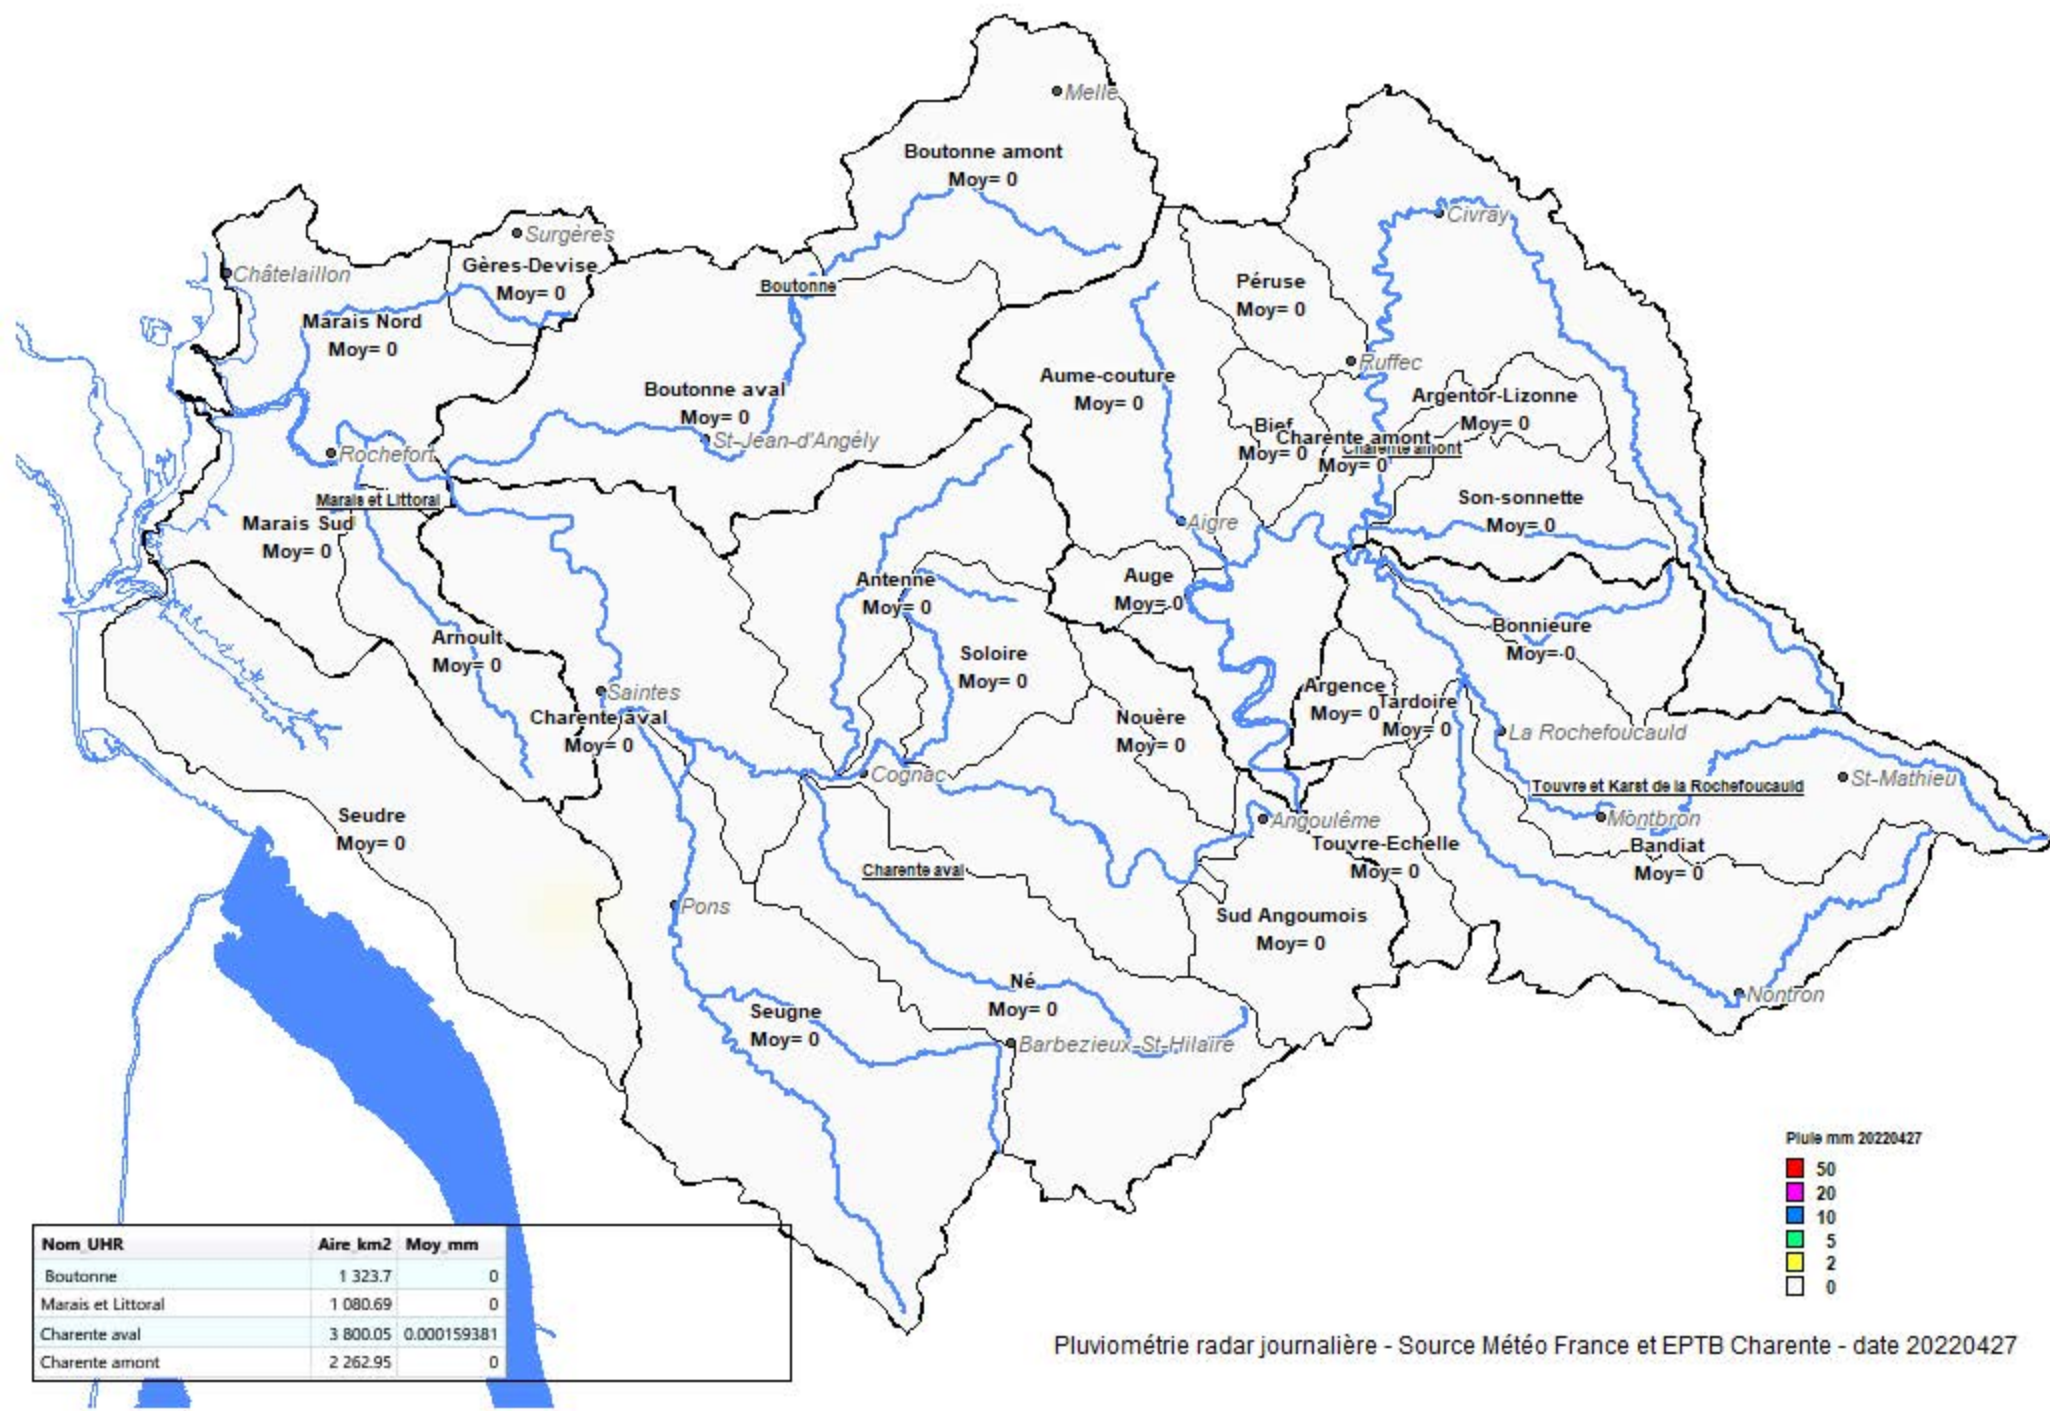 Melle
Boutonne amont
Moy= 0
Civray
Surgères
Châtelaillon
Gères-Devise
Moy= 0
Boutonne
Péruse
Moy= 0
Marais Nord
Moy= 0
Ruffec
Aume-couture
Moy= 0
Boutonne aval
Moy= 0
Argentor-Lizonne
Moy= 0
St-Jean-d'Angély
Bief
Moy= 0
Charente amont
Moy= 0
Charente amont
Rochefort
Marais et Littoral
Son-sonnette
Moy= 0
Marais Sud
Moy= 0
Aigre
Antenne
Moy= 0
Auge
Moy= 0
Bonnieure
Moy= 0
Arnoult
Moy= 0
Soloire
Moy= 0
Saintes
Argence
Moy= 0
Tardoire
Moy= 0
Charente aval
Moy= 0
Nouère
Moy= 0
La Rochefoucauld
Cognac
Touvre et Karst de la Rochefoucauld
St-Mathieu
Seudre
Moy= 0
Angoulême
Montbron
Touvre-Echelle
Moy= 0
Bandiat
Moy= 0
Charente aval
Pons
Sud Angoumois
Moy= 0
Né
Moy= 0
Nontron
Seugne
Moy= 0
Barbezieux-St-Hilaire
Pluie mm 20220427
50
20
10
5
2
0
Nom_UHR Aire_km2 Moy_mm
Boutonne 1 323.7 0
Marais et Littoral 1 080.69 0
Charente aval 3 800.05 0.000159381
Charente amont 2 262.95 0
Pluviométrie radar journalière - Source Météo France et EPTB Charente - date 20220427